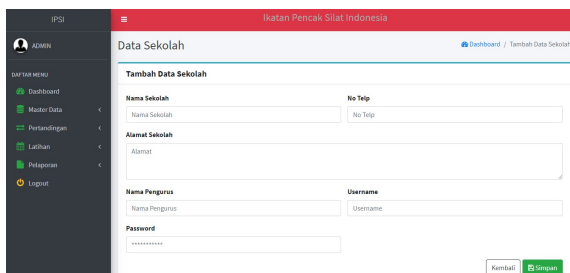 IPSI
Ikatan Pencak Silat Indonesia
ADMIN
Data Sekolah
Dashboard / Tambah Data Sekolah
DAFTAR MENU
Dashboard
Master Data
Pertandingan
Latihan
Pelaporan
Logout
Tambah Data Sekolah
Nama Sekolah
No Telp
Nama Sekolah
No Telp
Alamat Sekolah
Alamat
Nama Pengurus
Username
Nama Pengurus
Username
Password
***********
Kembali
Simpan